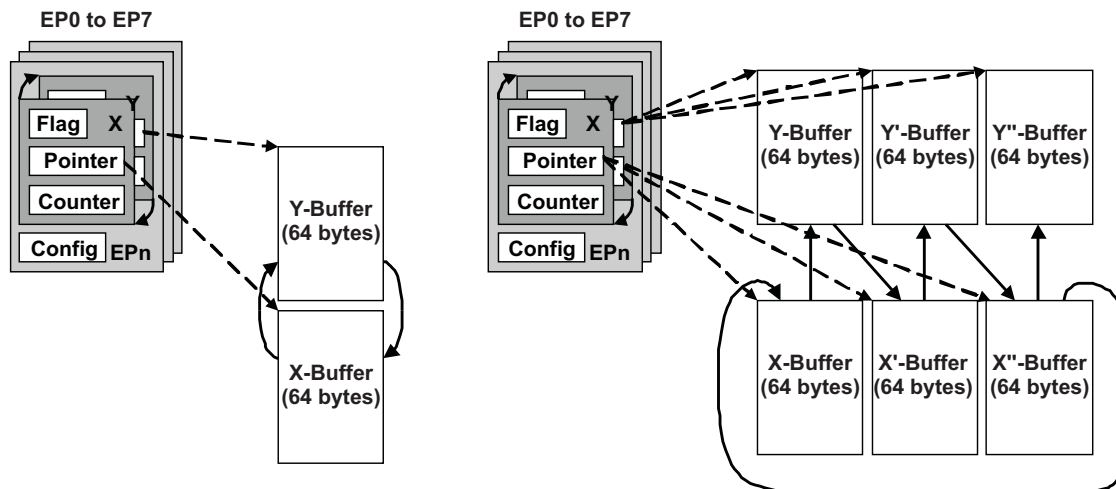 EP0 to EP7
Y
X
Flag
Pointer
Counter
Config
EPn
Y-Buffer
(64 bytes)
X-Buffer
(64 bytes)
EP0 to EP7
Y
X
Flag
Pointer
Counter
Config
EPn
Y-Buffer
(64 bytes)
Y'-Buffer
(64 bytes)
Y"-Buffer
(64 bytes)
X-Buffer
(64 bytes)
X'-Buffer
(64 bytes)
X"-Buffer
(64 bytes)